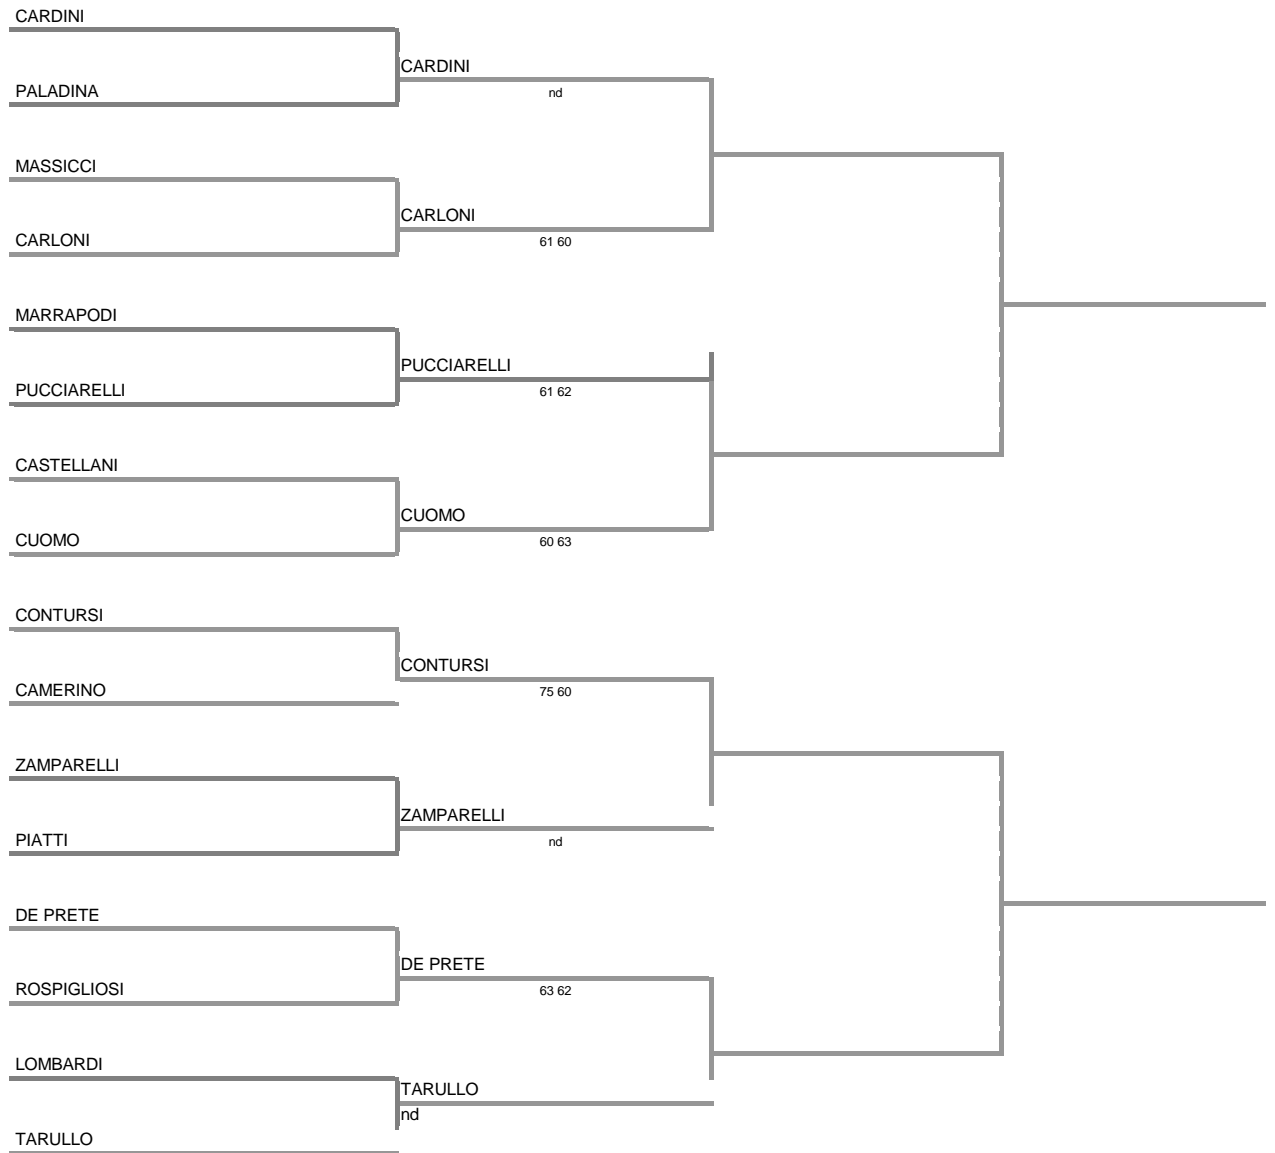 CARDINI
CARDINI
nd
PALADINA
MASSICCI
CARLONI
61 60
CARLONI
MARRAPODI
PUCCIARELLI
61 62
PUCCIARELLI
CASTELLANI
CUOMO
60 63
CUOMO
CONTURSI
CONTURSI
75 60
CAMERINO
ZAMPARELLI
ZAMPARELLI
nd
PIATTI
DE PRETE
DE PRETE
63 62
ROSPIGLIOSI
LOMBARDI
TARULLO
nd
TARULLO